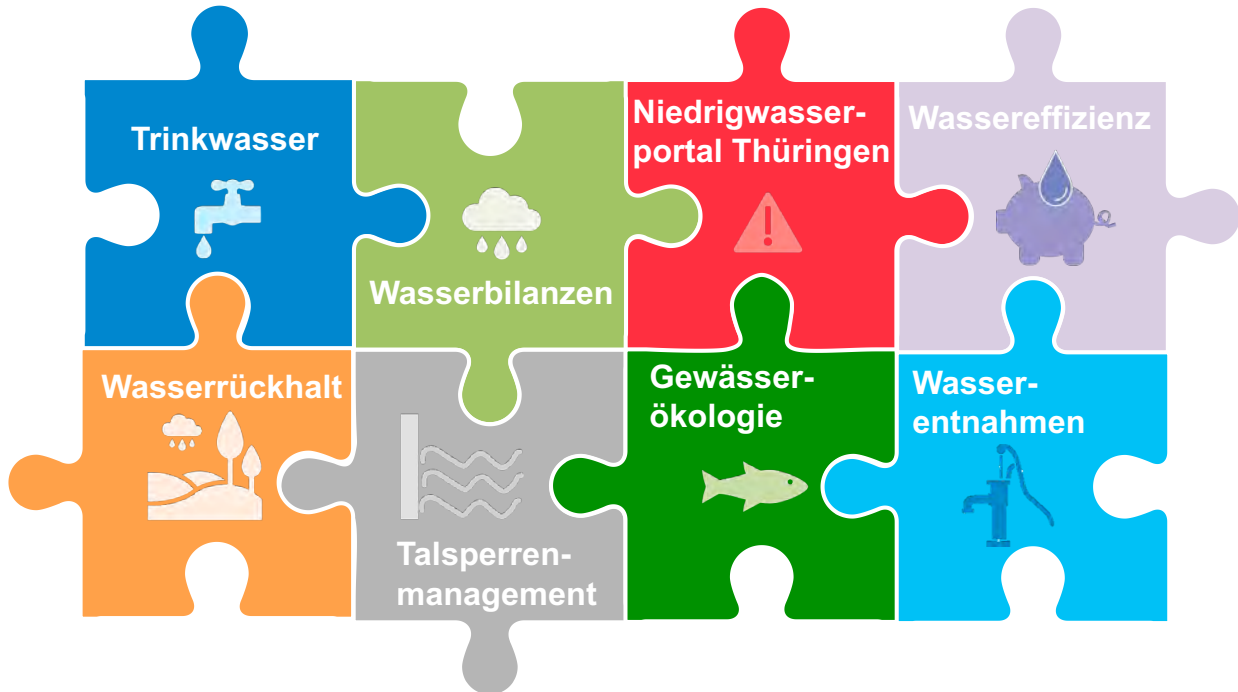 Trinkwasser
Wasserbilanzen
Niedrigwasser-
portal Thüringen
Wassereffizienz
Wasserrückhalt
Talsperren-
management
Gewässer-
ökologie
Wasser-
entnahmen